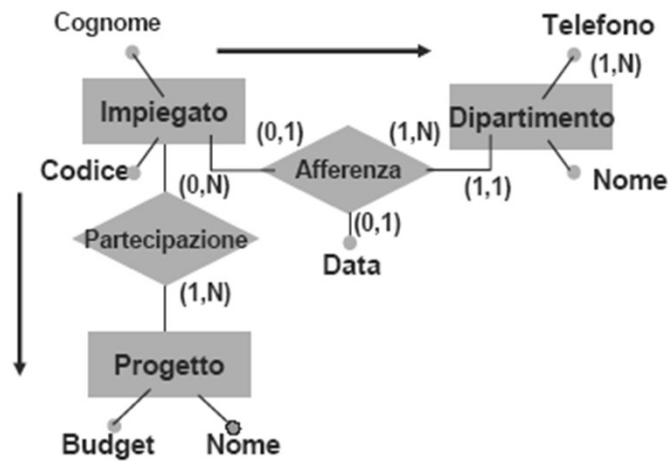 Cognome
Telefono
(1,N)
Impiegato
(0,1)
(1,N)
Dipartimento
Codice
(0,N)
Afferenza
(1,1)
Nome
Partecipazione
(0,1)
Data
(1,N)
Progetto
Budget
Nome